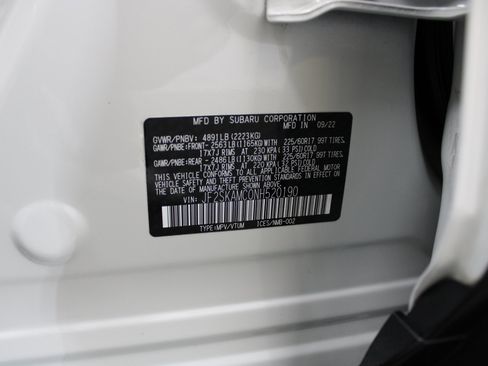 MFD BY SUBARU CORPORATION 09/22
GVWR/PNBV: 4891LB(2223KG)
GAWR/PNBE:FRONT- 2563LB(1165KG)WITH 225/60R17 99T TIRES,
17X7J RIMS AT 230 KPA(33 PSI)COLD
GAWR/PNBE:REAR - 2486LB(1130KG)WITH 225/60R17 99T TIRES,
17X7J RIMS AT 220 KPA(32 PSI)COLD
THIS VEHICLE CONFORMS TO ALL APPLICABLE FEDERAL MOTOR
VEHICLE SAFETY AND THEFT PREVENTION STANDARDS IN EFFECT
ON THE DATE OF MANUFACTURE SHOWN ABOVE.
VIN: JF2SKAMC0NH520190
TYPE:MPV/VTUM ICES/NMB-002